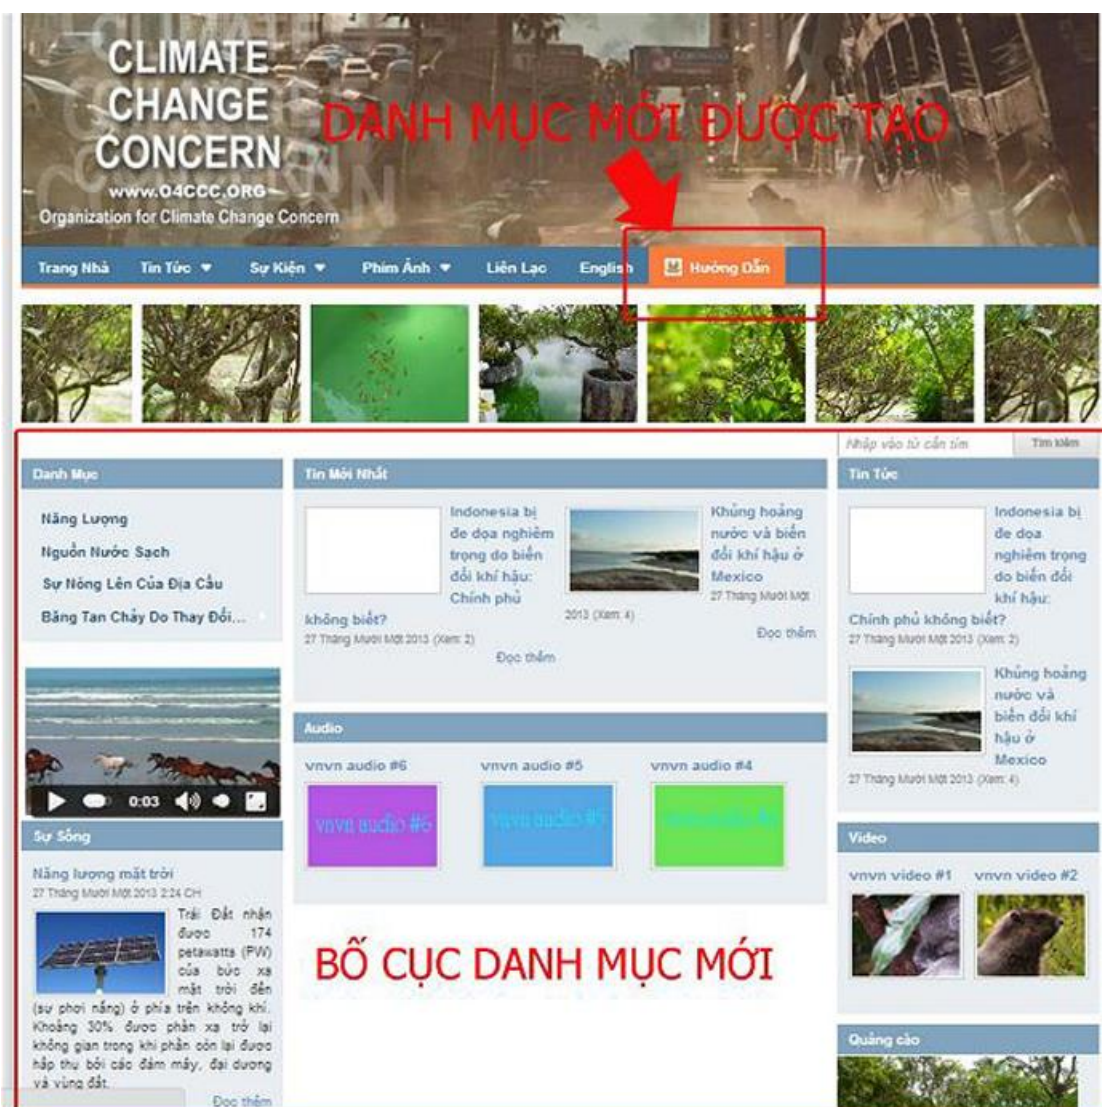 CLIMATE
CHANGE
CONCERN
www.O4CCC.ORG
Organization for Climate Change Concern
DANH MỤC MỚI ĐƯỢC TẠO
Trang Nhà Tin Tức Sự Kiện Phim Ảnh Liên Lạc English Hướng Dẫn
Nhập vào từ cần tìm Tìm kiếm
Danh Mục
Năng Lượng
Nguồn Nước Sạch
Sự Nóng Lên Của Địa Cầu
Băng Tan Chảy Do Thay Đổi...
0:03
Sự Sống
Năng lượng mặt trời
27 Tháng Mười Một 2013 2:24 CH
Trái Đất nhận
được 174
petawatts (PW)
của bức xạ
mặt trời đến
(sự phơi nắng) ở phía trên không khí.
Khoảng 30% được phản xạ trở lại
không gian trong khi phần còn lại được
hấp thu bởi các đám mây, đại dương
và vùng đất.
Đọc thêm
Tin Mới Nhất
Indonesia bị
đe dọa nghiêm
trọng do biến
đổi khí hậu:
Chính phủ
không biết?
27 Tháng Mười Một 2013 (Xem: 2)
Đọc thêm
Khủng hoảng
nước và biến
đổi khí hậu ở
Mexico
27 Tháng Mười Một
2013 (Xem: 4)
Đọc thêm
Audio
vnvn audio #6 vnvn audio #5 vnvn audio #4
vnvn audio #6 vnvn audio #5
BỐ CỤC DANH MỤC MỚI
Tin Tức
Indonesia bị
đe dọa
nghiêm trọng
do biến đổi
khí hậu:
Chính phủ không biết?
27 Tháng Mười Một 2013 (Xem: 2)
Khủng hoảng
nước và
biến đổi khí
hậu ở
Mexico
27 Tháng Mười Một 2013 (Xem: 4)
Video
vnvn video #1 vnvn video #2
Quảng cáo